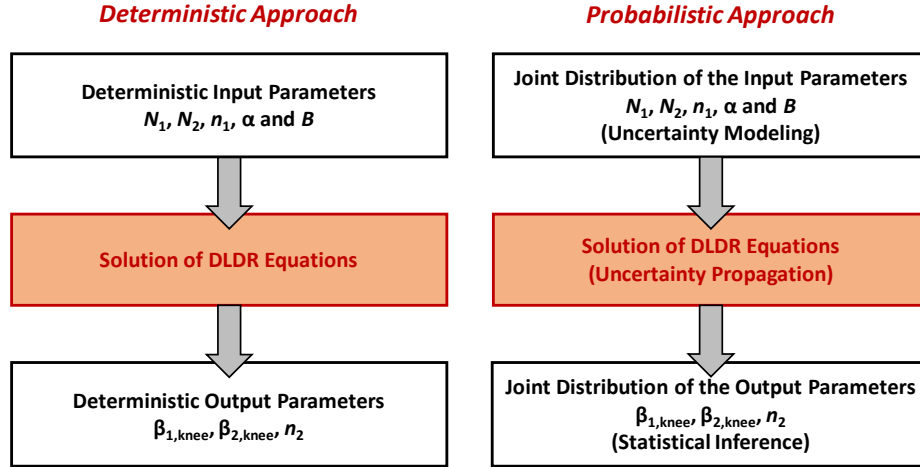 Deterministic Approach
Deterministic Input Parameters
N₁, N₂, n₁, α and B
Solution of DLDR Equations
Deterministic Output Parameters
β₁,knee, β₂,knee, n₂
Probabilistic Approach
Joint Distribution of the Input Parameters
N₁, N₂, n₁, α and B
(Uncertainty Modeling)
Solution of DLDR Equations
(Uncertainty Propagation)
Joint Distribution of the Output Parameters
β₁,knee, β₂,knee, n₂
(Statistical Inference)